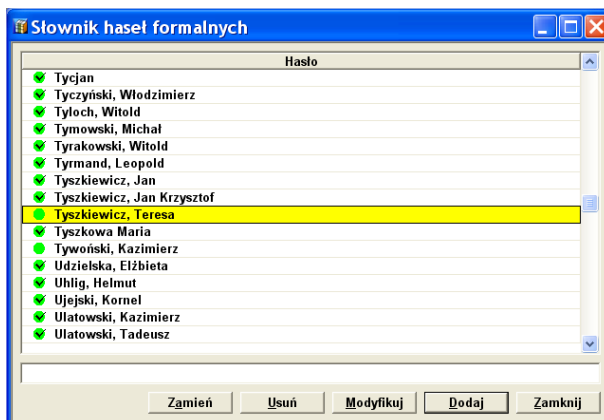 Słownik haseł formalnych
Hasło
Tycjan
Tyczyński, Włodzimierz
Tyloch, Witold
Tymowski, Michał
Tyrakowski, Witold
Tyrmand, Leopold
Tyszkiewicz, Jan
Tyszkiewicz, Jan Krzysztof
Tyszkiewicz, Teresa
Tyszkowa Maria
Tywoński, Kazimierz
Udzielska, Elżbieta
Uhlig, Helmut
Ujejski, Kornel
Ulatowski, Kazimierz
Ulatowski, Tadeusz
Zamień Usuń Modyfikuj Dodaj Zamknij